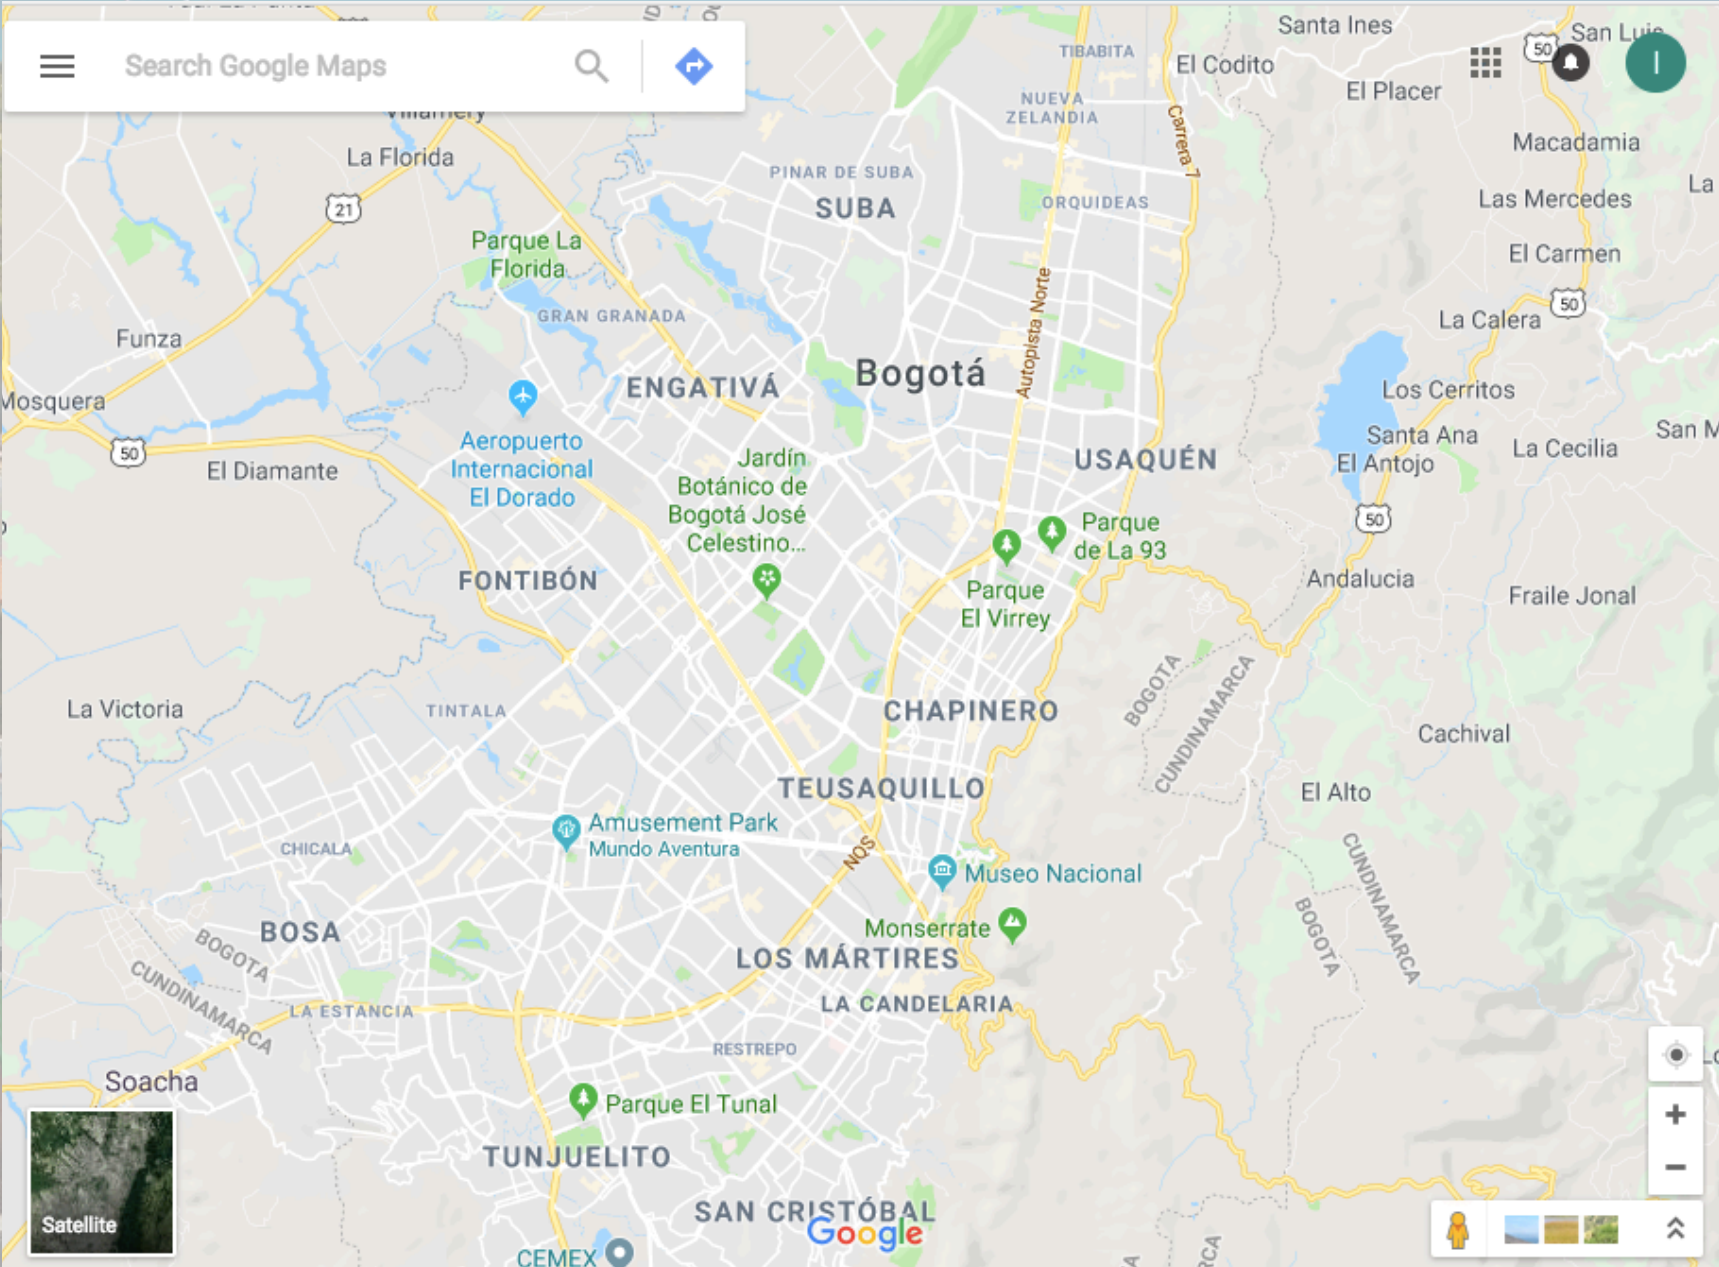 Search Google Maps
Santa Ines
San Luis
50
I
TIBABITA
El Codito
El Placer
NUEVA
ZELANDIA
Villamery
Carrera 7
Macadamia
La Florida
PINAR DE SUBA
SUBA
ORQUIDEAS
La
Las Mercedes
21
Parque La
Florida
El Carmen
GRAN GRANADA
Autopista Norte
50
La Calera
Funza
Bogotá
ENGATIVÁ
Los Cerritos
Mosquera
Santa Ana
San M
50
Aeropuerto
Internacional
El Dorado
Jardín
Botánico de
Bogotá José
Celestino...
USAQUÉN
El Antojo
La Cecilia
El Diamante
50
Parque
de La 93
FONTIBÓN
Parque
El Virrey
Andalucia
Fraile Jonal
BOGOTA
CUNDINAMARCA
La Victoria
TINTALA
CHAPINERO
Cachival
TEUSAQUILLO
El Alto
Amusement Park
Mundo Aventura
CHICALA
NQS
CUNDINAMARCA
BOGOTA
Museo Nacional
BOSA
Monserrate
BOGOTA
CUNDINAMARCA
LOS MÁRTIRES
LA ESTANCIA
LA CANDELARIA
RESTREPO
Soacha
Parque El Tunal
TUNJUELITO
SAN CRISTÓBAL
Satellite
Google
CEMEX